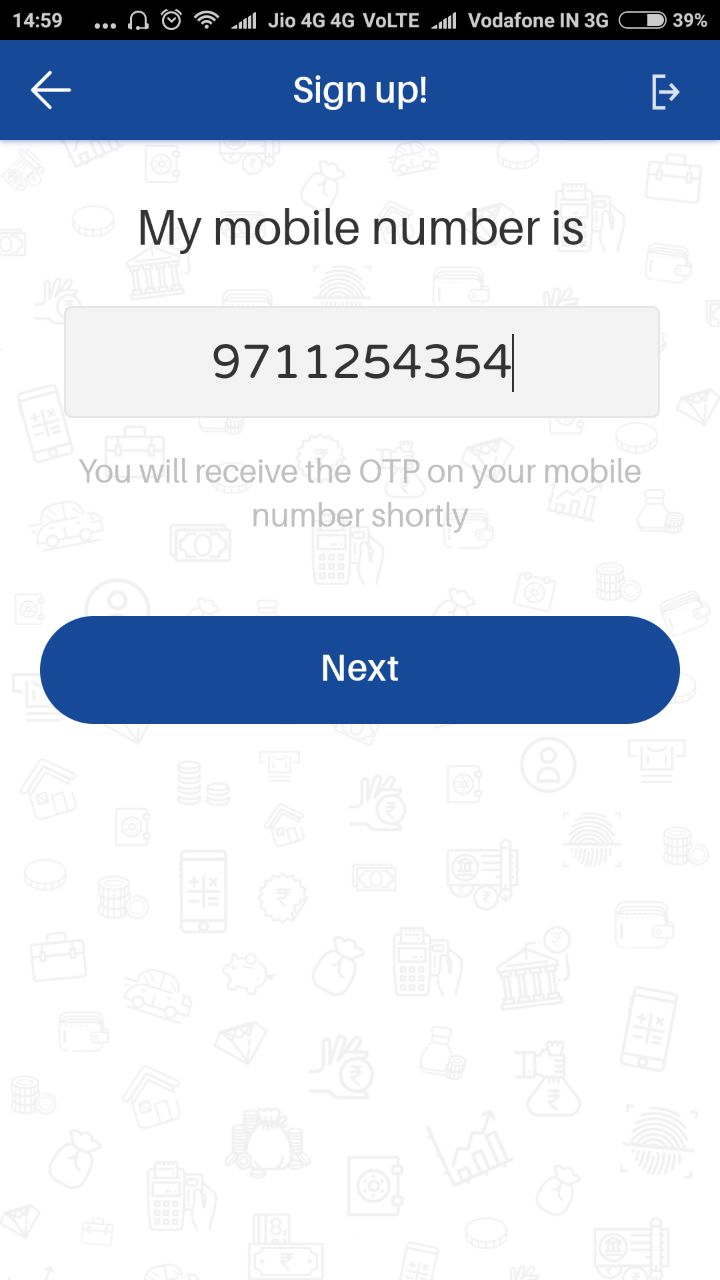 14:59 ... Jio 4G 4G VoLTE Vodafone IN 3G 39%
Sign up!
My mobile number is
9711254354
You will receive the OTP on your mobile
number shortly
Next